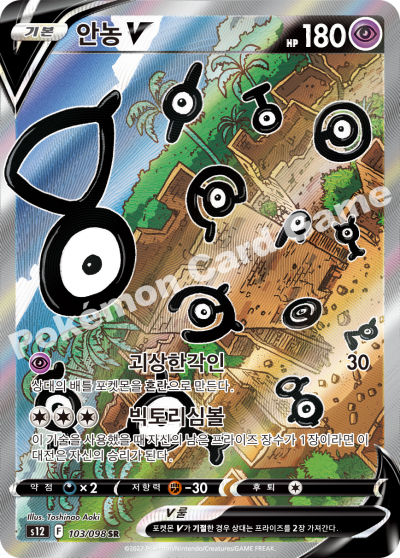 기본 안농V HP 180
Pokémon Card Game
괴상한각인 30
상대의 배틀 포켓몬을 혼란으로 만든다.
빅토리심볼
이 기술을 사용했을 때 자신의 남은 프라이즈 장수가 1장이라면 이
대전은 자신의 승리가 된다.
약점 ×2 저항력 -30 후퇴
Illus. Toshinao Aoki
s12 F 103/098 SR
V룰
포켓몬 V가 기절한 경우 상대는 프라이즈를 2장 가져간다.
Pokémon/Nintendo/Creatures/GAME FREAK.